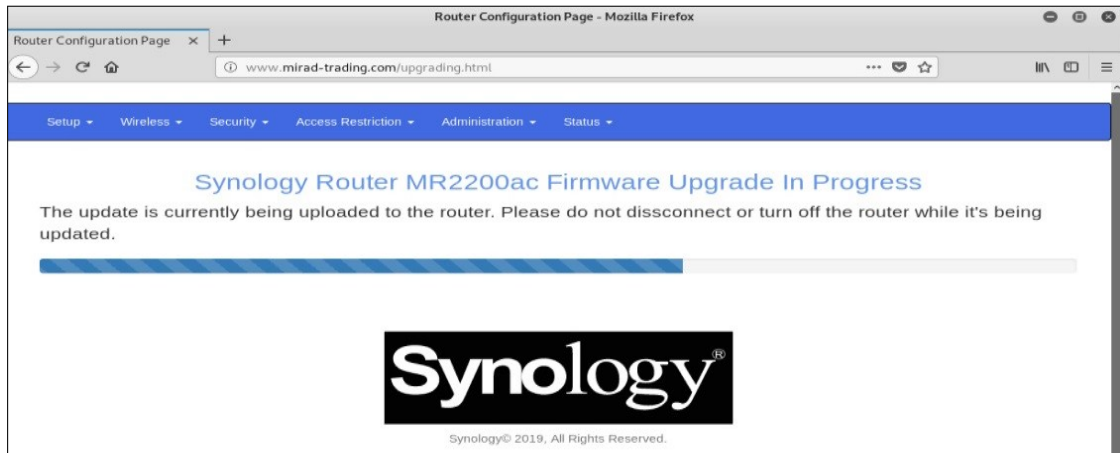 Router Configuration Page - Mozilla Firefox
Router Configuration Page
www.mirad-trading.com/upgrading.html
Setup Wireless Security Access Restriction Administration Status
Synology Router MR2200ac Firmware Upgrade In Progress
The update is currently being uploaded to the router. Please do not dissconnect or turn off the router while it's being
updated.
Synology®
Synology© 2019, All Rights Reserved.